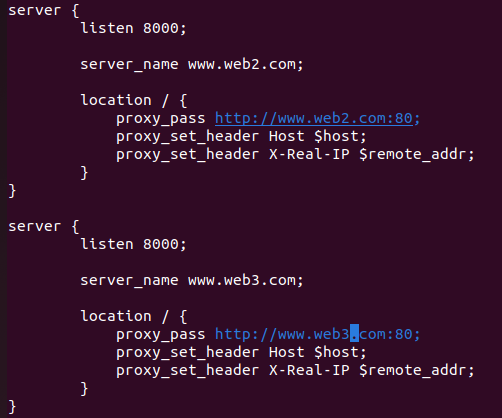 server {
        listen 8000;

        server_name www.web2.com;

        location / {
            proxy_pass http://www.web2.com:80;
            proxy_set_header Host $host;
            proxy_set_header X-Real-IP $remote_addr;
        }
}

server {
        listen 8000;

        server_name www.web3.com;

        location / {
            proxy_pass http://www.web3.com:80;
            proxy_set_header Host $host;
            proxy_set_header X-Real-IP $remote_addr;
        }
}